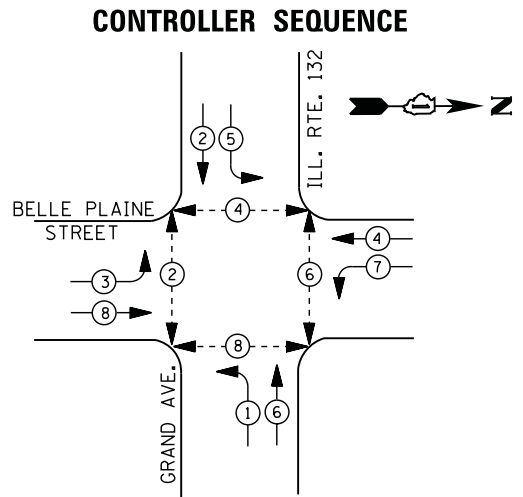 CONTROLLER SEQUENCE
ILL. RTE. 132
N
2
5
BELLE PLAINE
STREET
4
4
3
2
6
7
8
8
GRAND AVE.
1
6